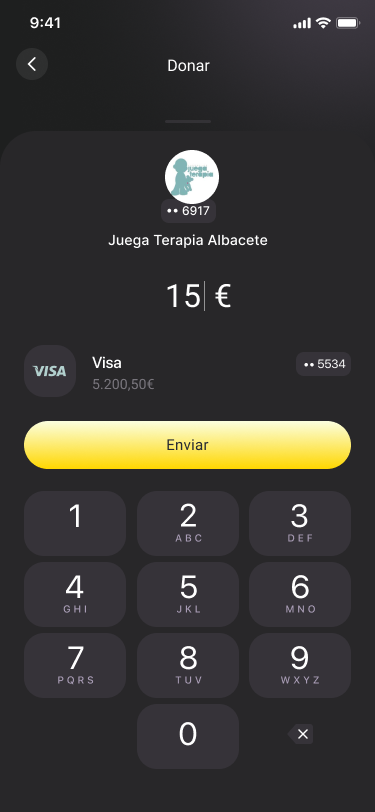 9:41
Donar
Juega
Terapia
•• 6917
Juega Terapia Albacete
15 €
VISA
Visa
5.200,50€
•• 5534
Enviar
1
2
ABC
3
DEF
4
GHI
5
JKL
6
MNO
7
PQRS
8
TUV
9
WXYZ
0